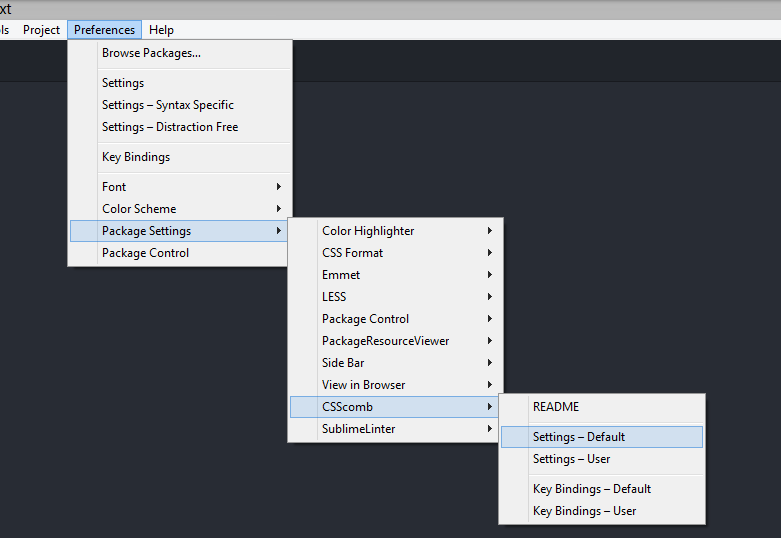 xt
ls Project Preferences Help
Browse Packages...
Settings
Settings – Syntax Specific
Settings – Distraction Free
Key Bindings
Font
Color Scheme
Package Settings
Package Control
Color Highlighter
CSS Format
Emmet
LESS
Package Control
PackageResourceViewer
Side Bar
View in Browser
CSScomb
SublimeLinter
README
Settings – Default
Settings – User
Key Bindings – Default
Key Bindings – User